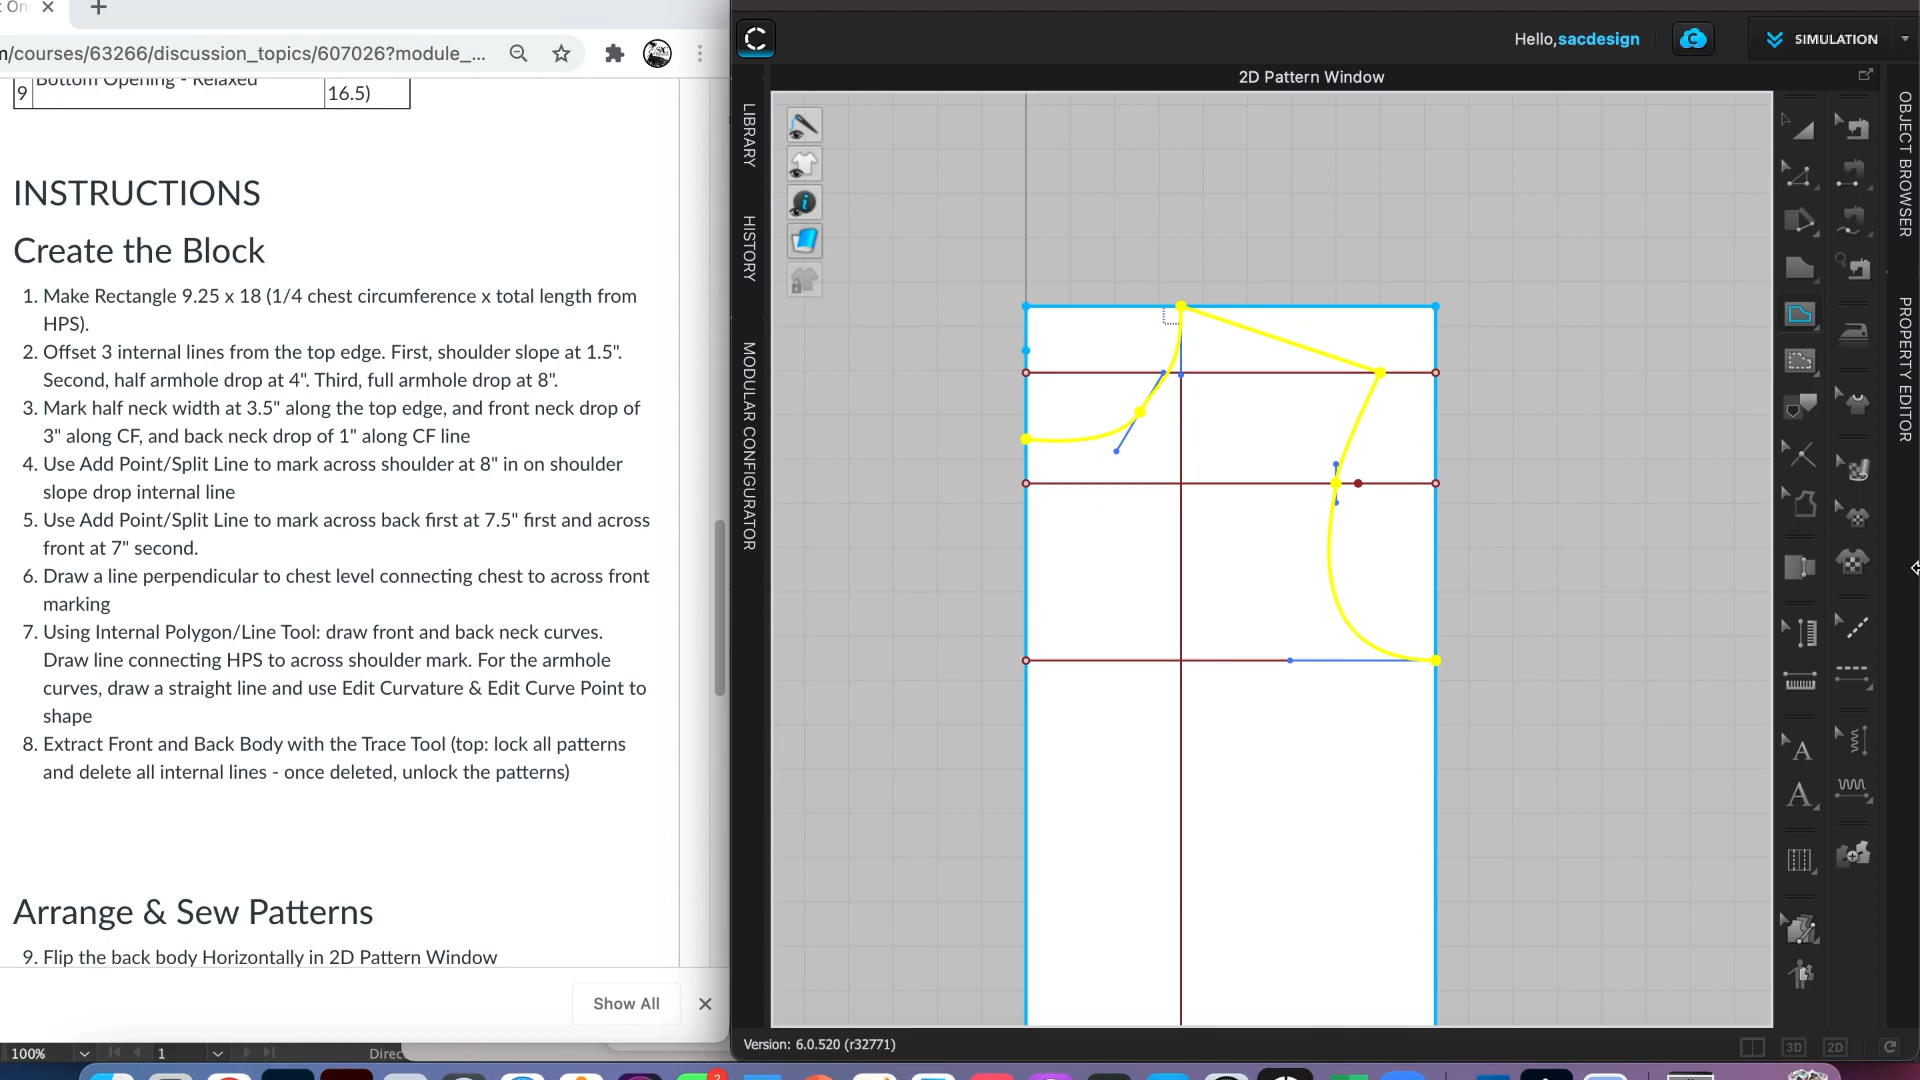 t On
m/courses/63266/discussion_topics/607026?module_...
Bottom Opening - Relaxed
9
16.5)
INSTRUCTIONS
Create the Block
1. Make Rectangle 9.25 x 18 (1/4 chest circumference x total length from
HPS).
2. Offset 3 internal lines from the top edge. First, shoulder slope at 1.5".
Second, half armhole drop at 4". Third, full armhole drop at 8".
3. Mark half neck width at 3.5" along the top edge, and front neck drop of
3" along CF, and back neck drop of 1" along CF line
4. Use Add Point/Split Line to mark across shoulder at 8" in on shoulder
slope drop internal line
5. Use Add Point/Split Line to mark across back first at 7.5" first and across
front at 7" second.
6. Draw a line perpendicular to chest level connecting chest to across front
marking
7. Using Internal Polygon/Line Tool: draw front and back neck curves.
Draw line connecting HPS to across shoulder mark. For the armhole
curves, draw a straight line and use Edit Curvature & Edit Curve Point to
shape
8. Extract Front and Back Body with the Trace Tool (top: lock all patterns
and delete all internal lines - once deleted, unlock the patterns)
Arrange & Sew Patterns
9. Flip the back body Horizontally in 2D Pattern Window
Show All
100%
1
Direc
Hello,sacdesign
SIMULATION
2D Pattern Window
LIBRARY
HISTORY
MODULAR CONFIGURATOR
OBJECT BROWSER
PROPERTY EDITOR
A
A
Version: 6.0.520 (r32771)
3D
2D
2